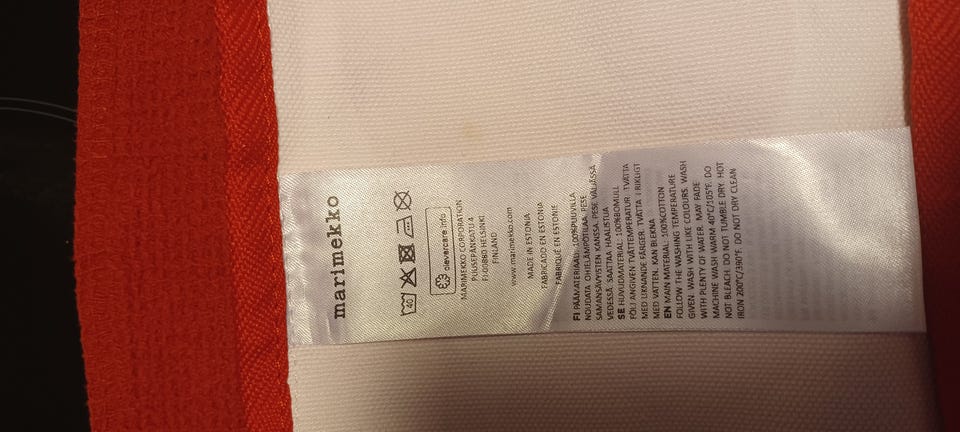 marimekko
40
clevercare.info
MARIMEKKO CORPORATION
PUUSEPÄNKATU 4
FI-00880 HELSINKI
FINLAND
www.marimekko.com
MADE IN ESTONIA
FABRICADO EN ESTONIA
FABRIQUÉ EN ESTONIE
FI PÄÄMATERIAALI: 100%PUUVILLA
NOUDATA OHJELÄMPÖTILAA. PESE
SAMANSÄVYISTEN KANSSA. PESE VÄLJÄSSÄ
VEDESSÄ. SAATTAA HAALISTUA
SE HUVUDMATERIAL: 100%BOMULL
FÖLJ ANGIVEN TVÄTTEMPERATUR. TVÄTTA
MED LIKNANDE FÄRGER. TVÄTTA I RIKLIGT
MED VATTEN. KAN BLEKNA
EN MAIN MATERIAL: 100%COTTON
FOLLOW THE WASHING TEMPERATURE
GIVEN. WASH WITH LIKE COLOURS. WASH
WITH PLENTY OF WATER. MAY FADE
MACHINE WASH WARM 40°C/105°F. DO
NOT BLEACH. DO NOT TUMBLE DRY. HOT
IRON 200°C/390°F. DO NOT DRY CLEAN